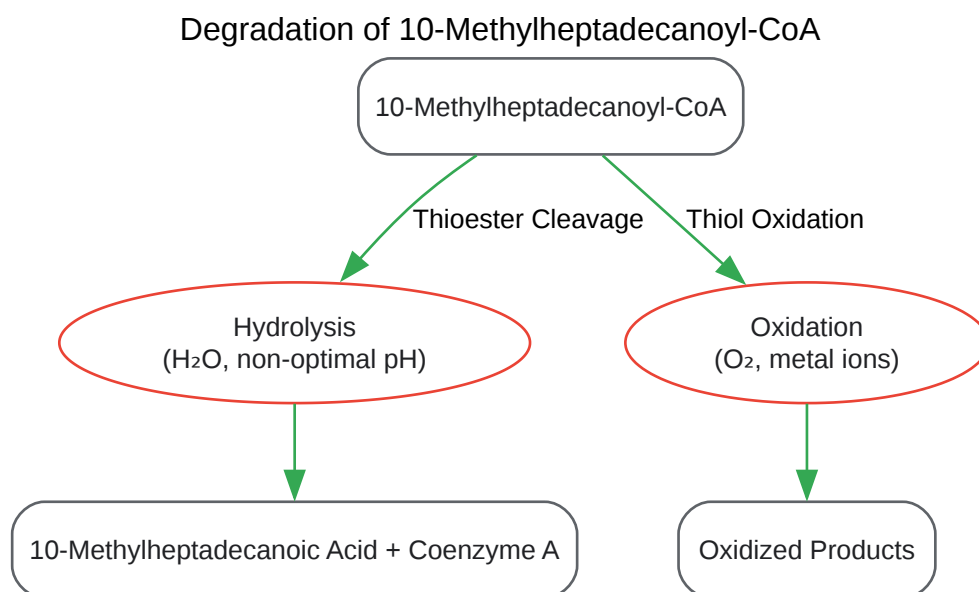 Degradation of 10-Methylheptadecanoyl-CoA
10-Methylheptadecanoyl-CoA
Thioester Cleavage
Thiol Oxidation
Hydrolysis
(H₂O, non-optimal pH)
Oxidation
(O₂, metal ions)
10-Methylheptadecanoic Acid + Coenzyme A
Oxidized Products